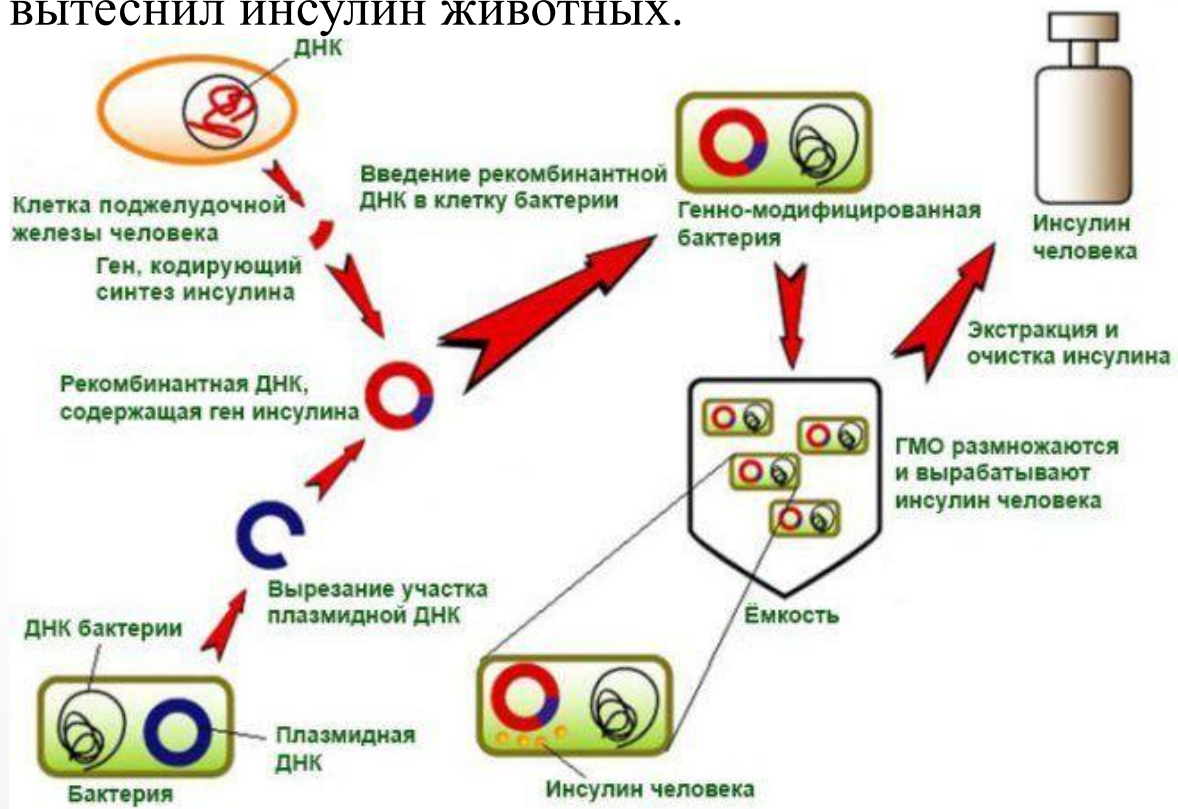 вытеснил инсулин животных.
ДНК
Клетка поджелудочной
железы человека
Ген, кодирующий
синтез инсулина
Введение рекомбинантной
ДНК в клетку бактерии
Генно-модифицированная
бактерия
Инсулин
человека
Экстракция и
очистка инсулина
Рекомбинантная ДНК,
содержащая ген инсулина
ГМО размножаются
и вырабатывают
инсулин человека
Вырезание участка
плазмидной ДНК
Ёмкость
ДНК бактерии
Плазмидная
ДНК
Бактерия
Инсулин человека